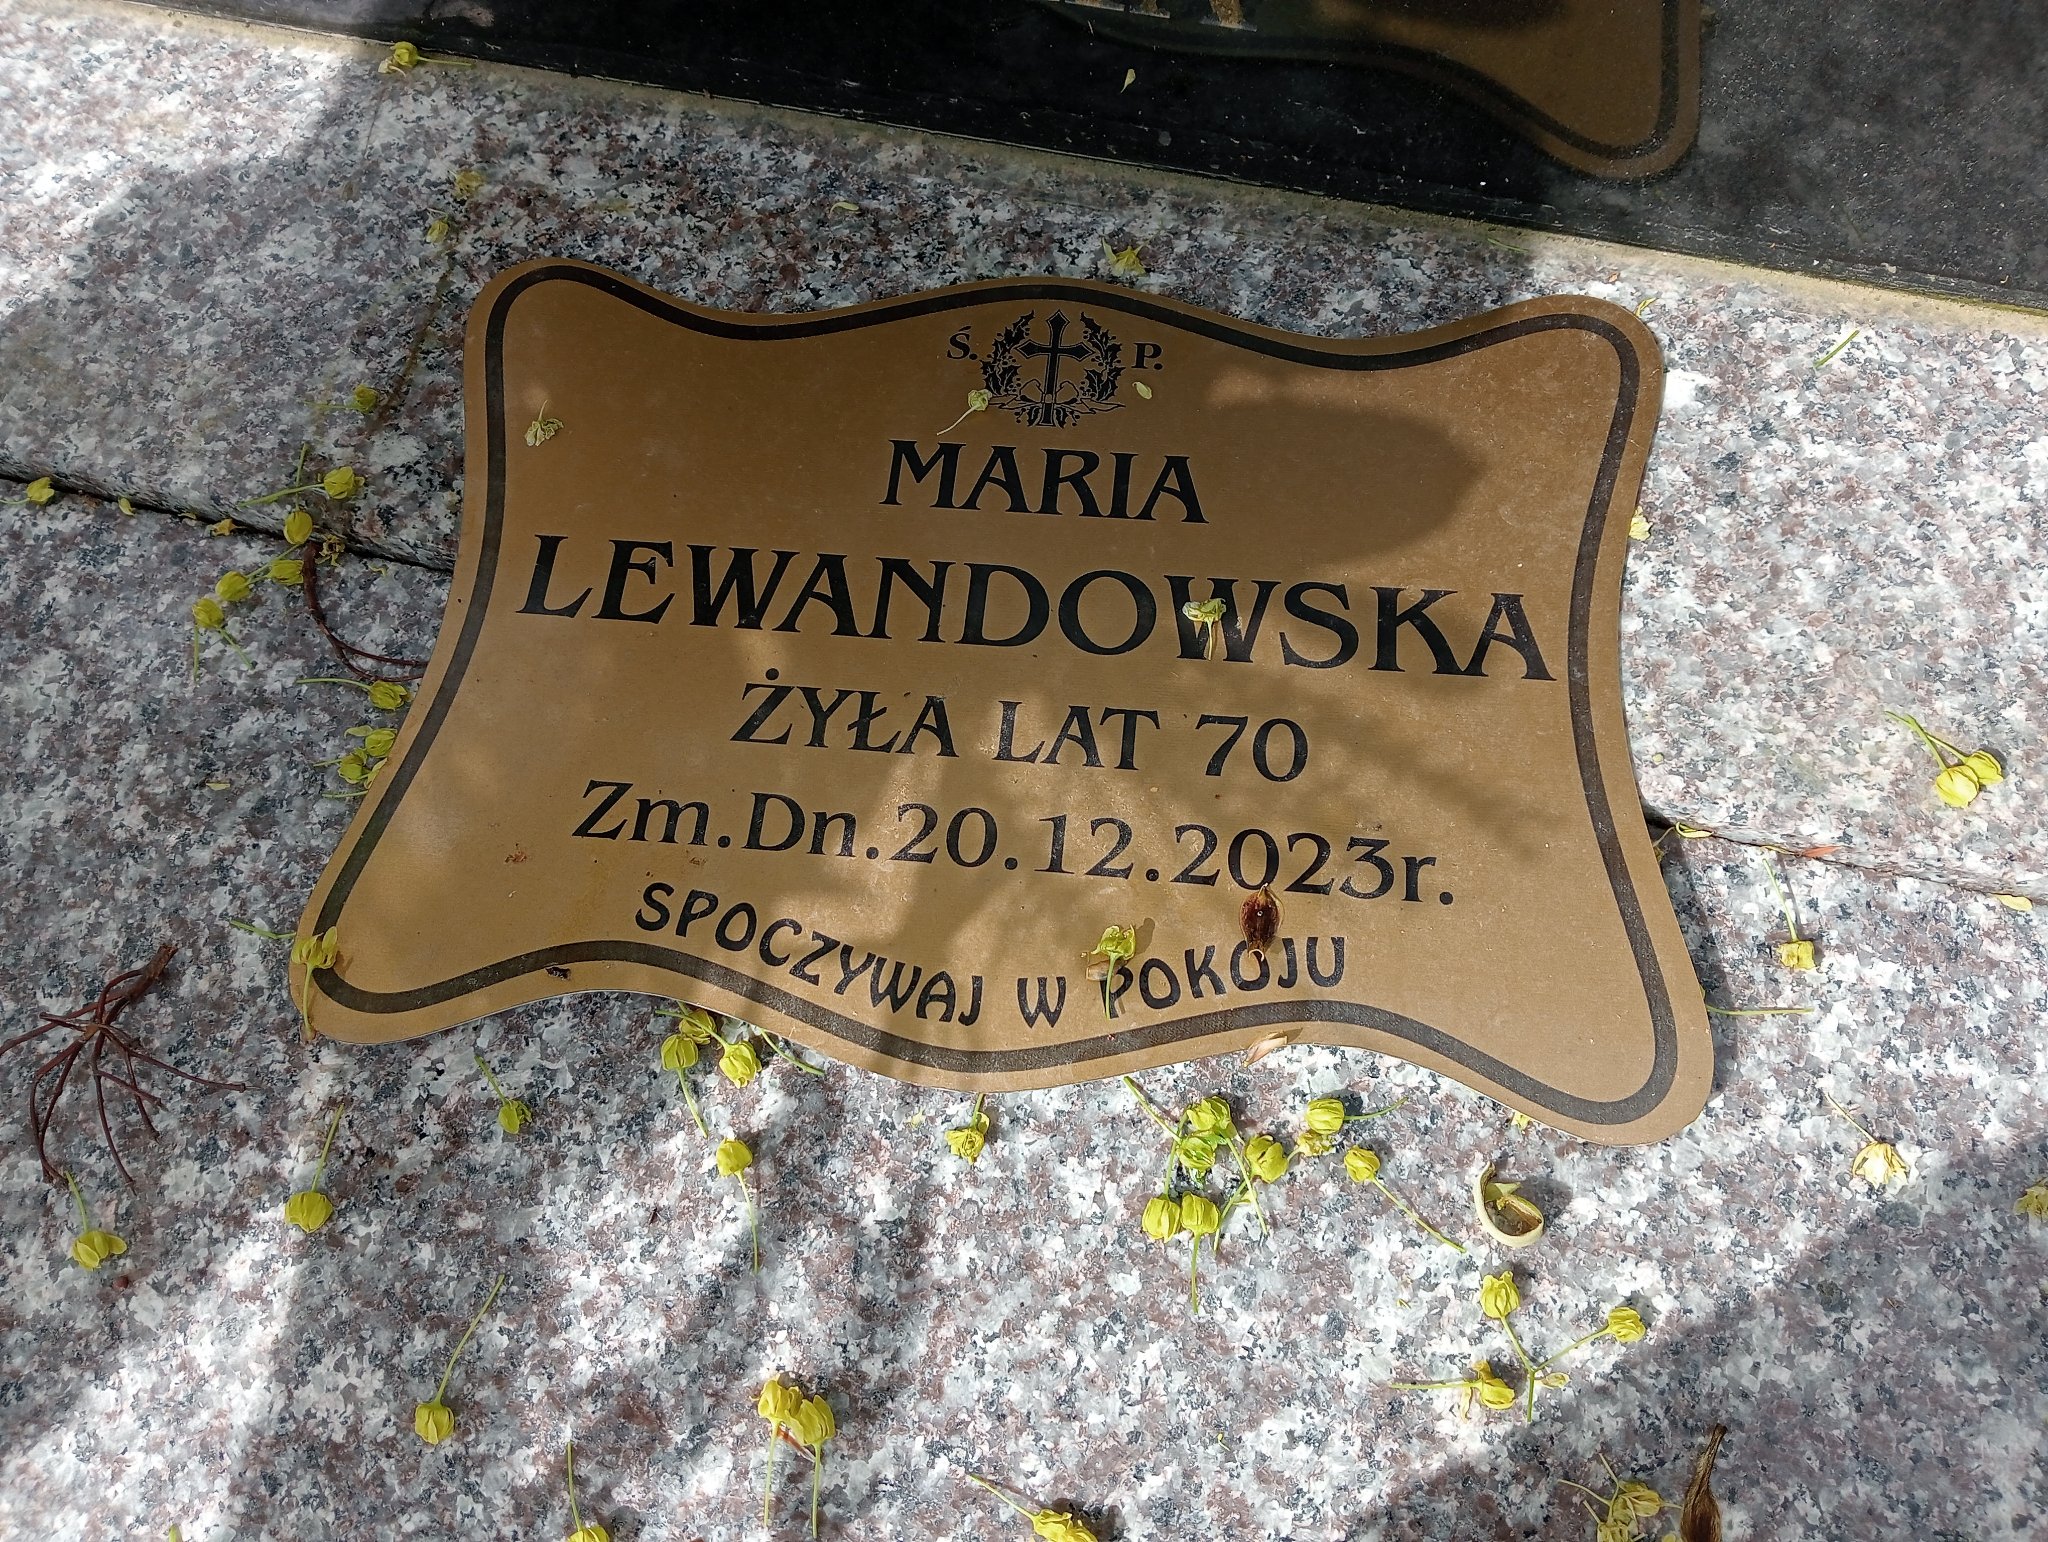 Ś. P.
MARIA
LEWANDOWSKA
ŻYŁA LAT 70
Zm.Dn.20.12.2023r.
SPOCZYWAJ W POKOJU